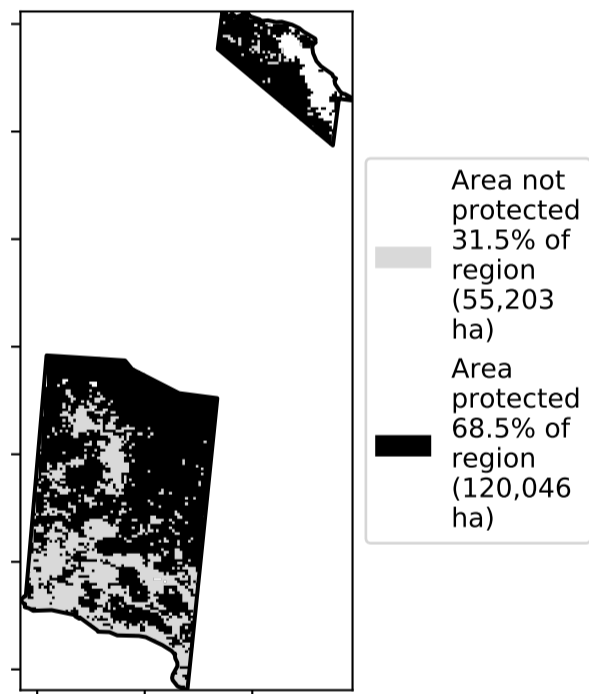 Area not
protected
31.5% of
region
(55,203
ha)
Area
protected
68.5% of
region
(120,046
ha)